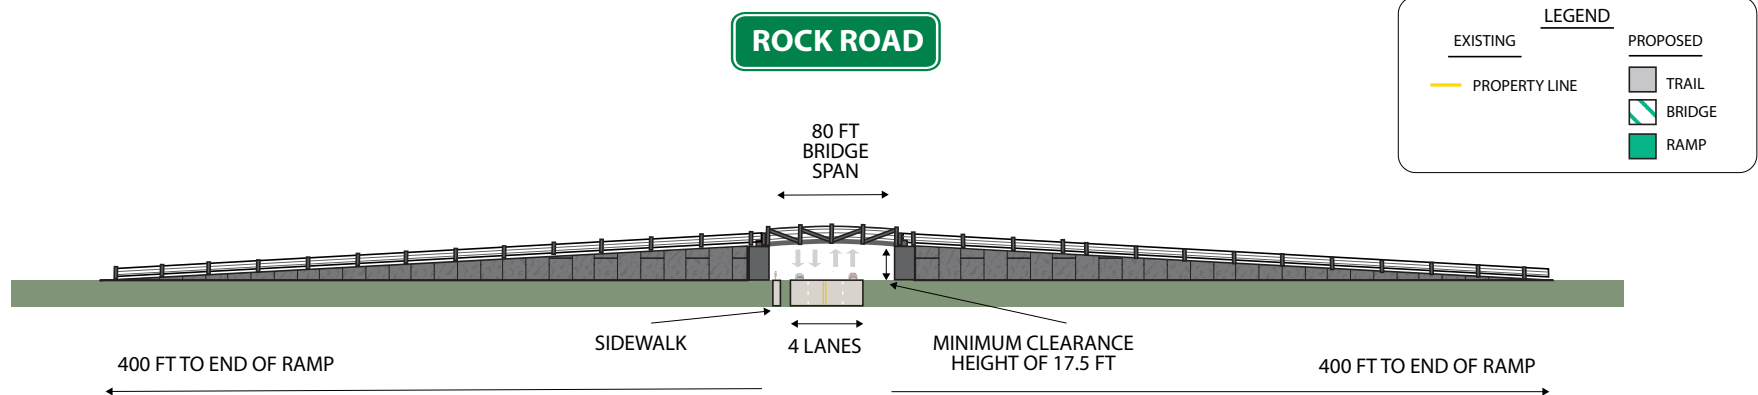 ROCK ROAD
LEGEND
EXISTING
PROPERTY LINE
PROPOSED
TRAIL
BRIDGE
RAMP
80 FT
BRIDGE
SPAN
SIDEWALK
4 LANES
MINIMUM CLEARANCE
HEIGHT OF 17.5 FT
400 FT TO END OF RAMP
400 FT TO END OF RAMP